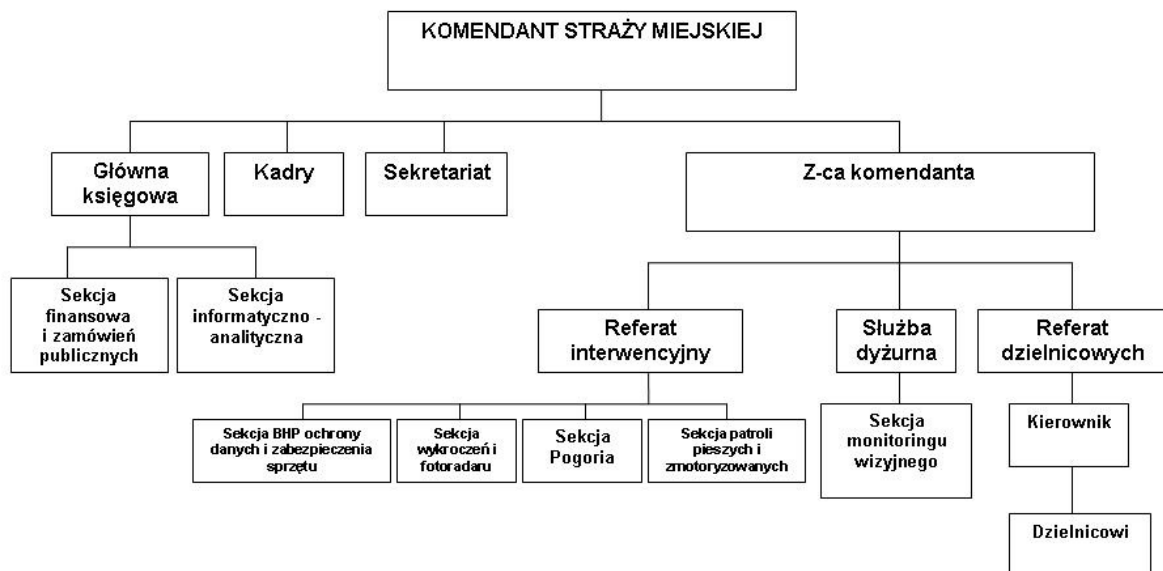 KOMENDANT STRAŻY MIEJSKIEJ
Główna
księgowa
Kadry
Sekretariat
Z-ca komendanta
Sekcja
finansowa
i zamówień
publicznych
Sekcja
informatyczno -
analityczna
Referat
interwencyjny
Służba
dyżurna
Referat
dzielnicowych
Sekcja BHP ochrony
danych i zabezpieczenia
sprzętu
Sekcja
wykroczeń i
fotoradaru
Sekcja
Pogoria
Sekcja patroli
pieszych i
zmotoryzowanych
Sekcja
monitoringu
wizyjnego
Kierownik
Dzielnicowi